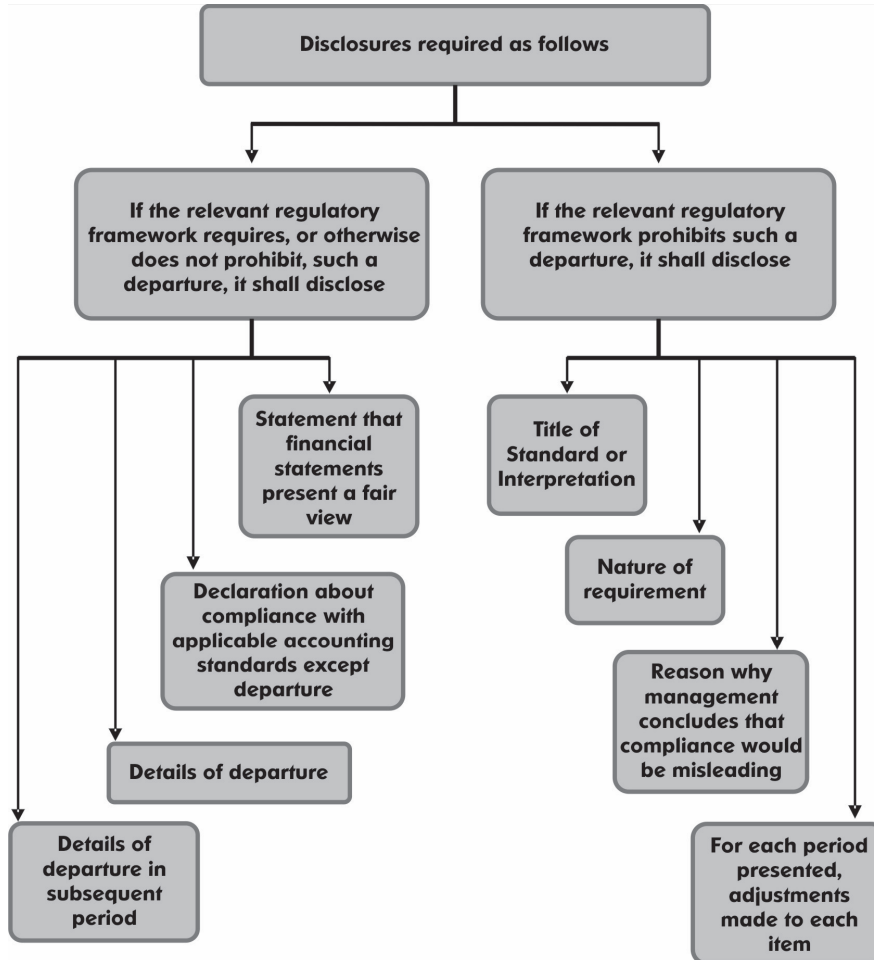 Disclosures required as follows
If the relevant regulatory
framework requires, or otherwise
does not prohibit, such a
departure, it shall disclose
If the relevant regulatory
framework prohibits such a
departure, it shall disclose
Statement that
financial
statements
present a fair
view
Declaration about
compliance with
applicable accounting
standards except
departure
Details of departure
Details of
departure in
subsequent
period
Title of
Standard or
Interpretation
Nature of
requirement
Reason why
management
concludes that
compliance would
be misleading
For each period
presented,
adjustments
made to each
item